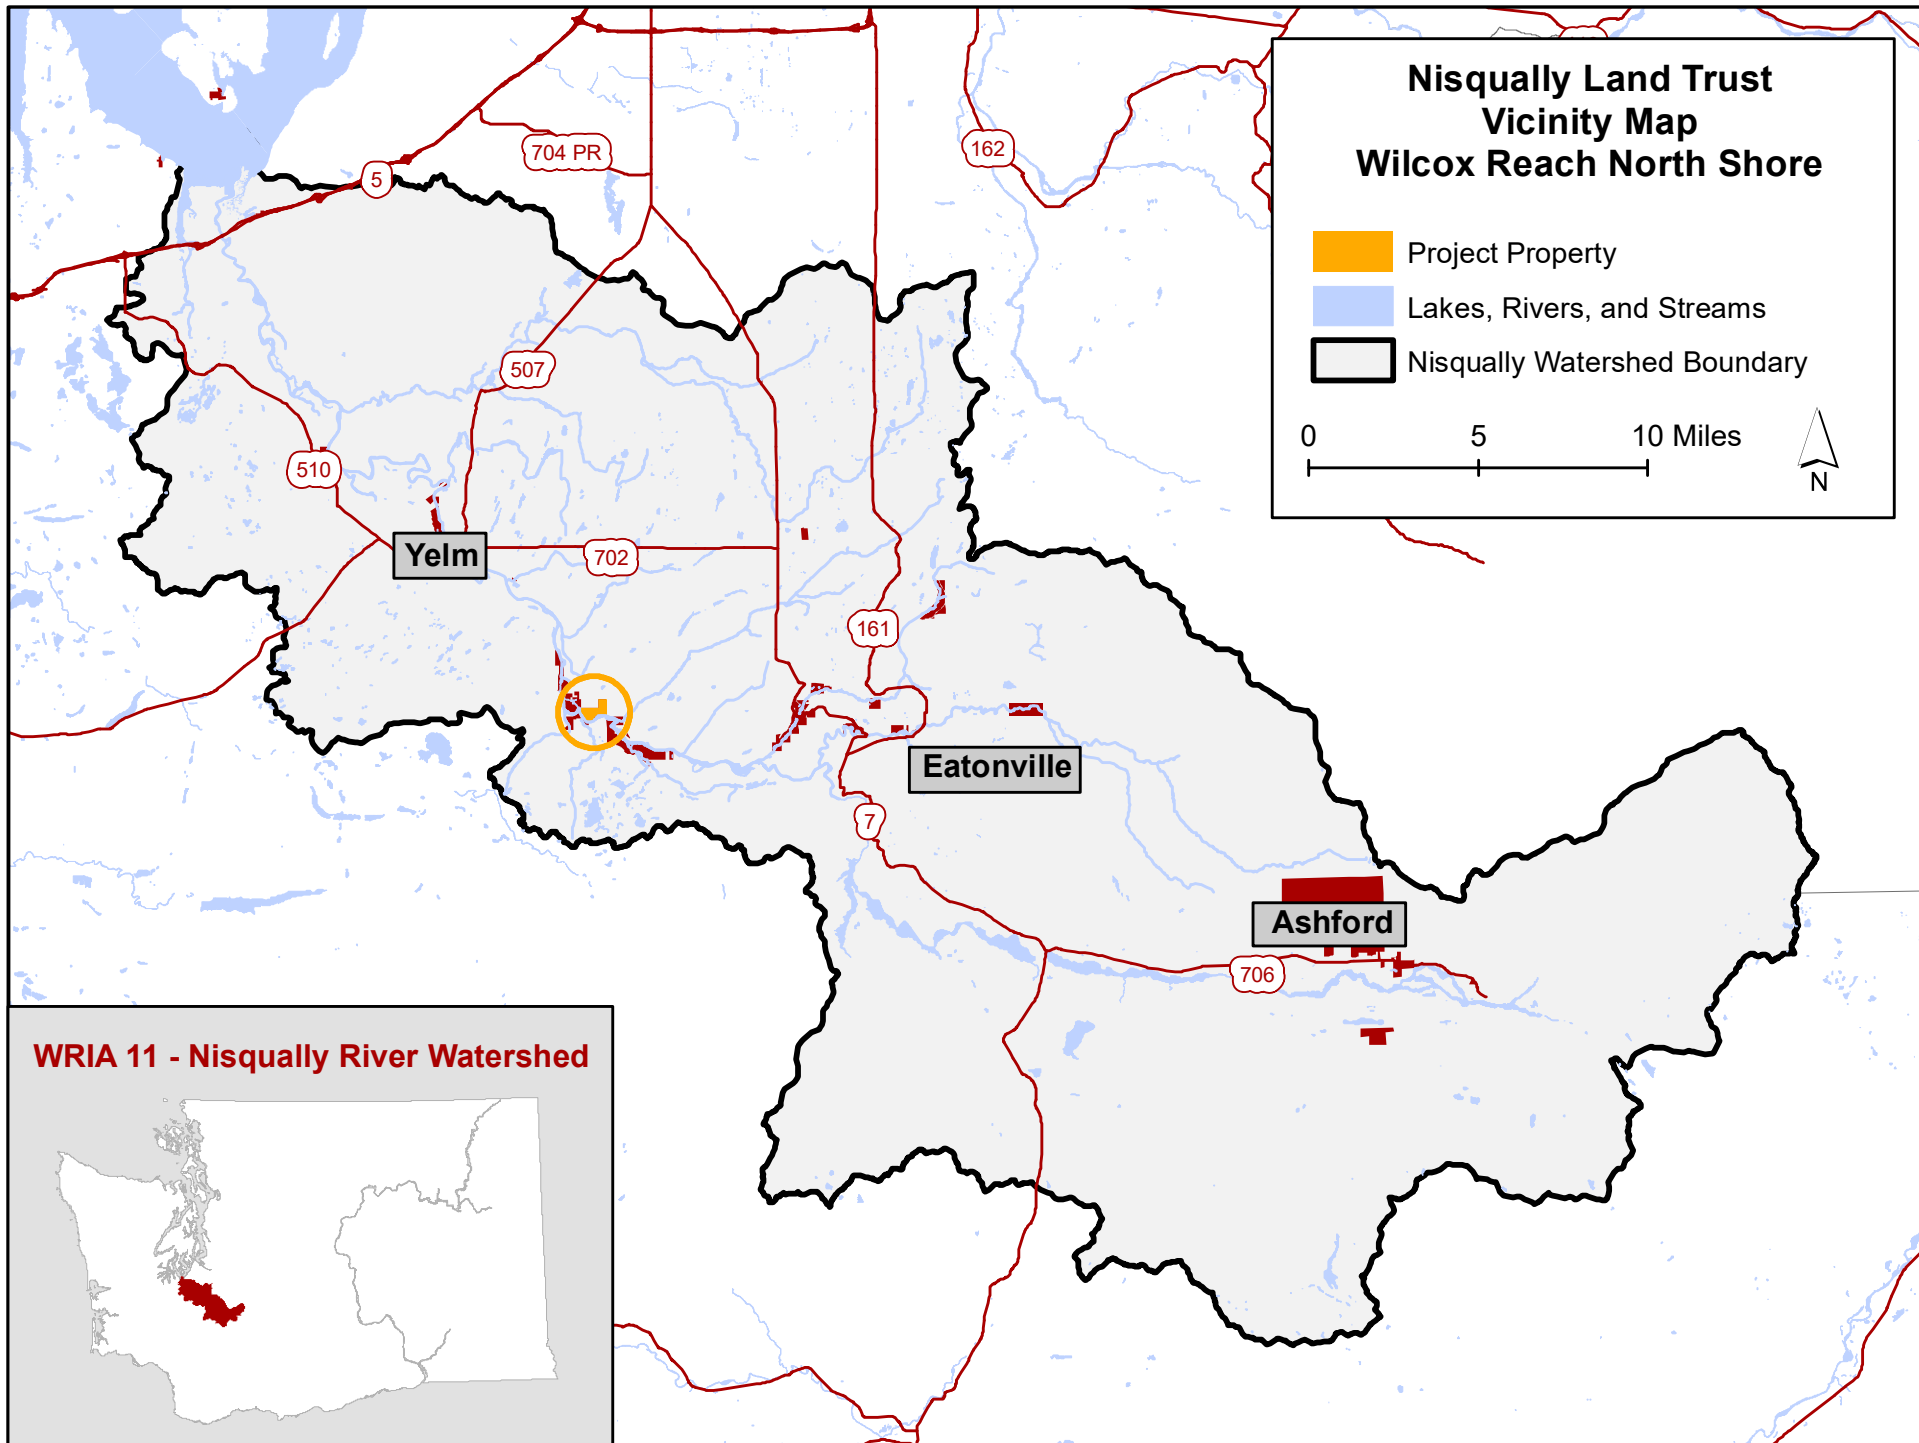 Nisqually Land Trust
Vicinity Map
Wilcox Reach North Shore
Project Property
Lakes, Rivers, and Streams
Nisqually Watershed Boundary
0 5 10 Miles
N
5
704 PR
162
507
510
Yelm
702
161
Eatonville
7
Ashford
706
WRIA 11 - Nisqually River Watershed